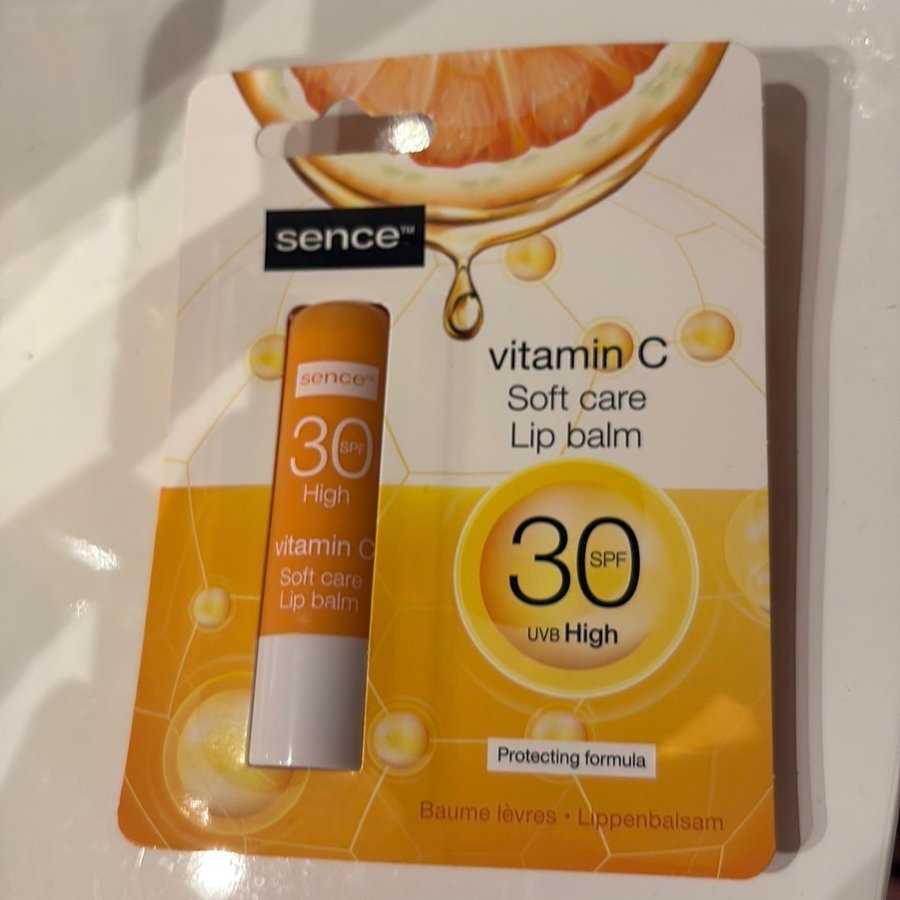 sence™
vitamin C
Soft care
Lip balm
30
SPF
UVB High
Protecting formula
Baume lèvres • Lippenbalsam
sence™
30
SPF
High
vitamin C
Soft care
Lip balm